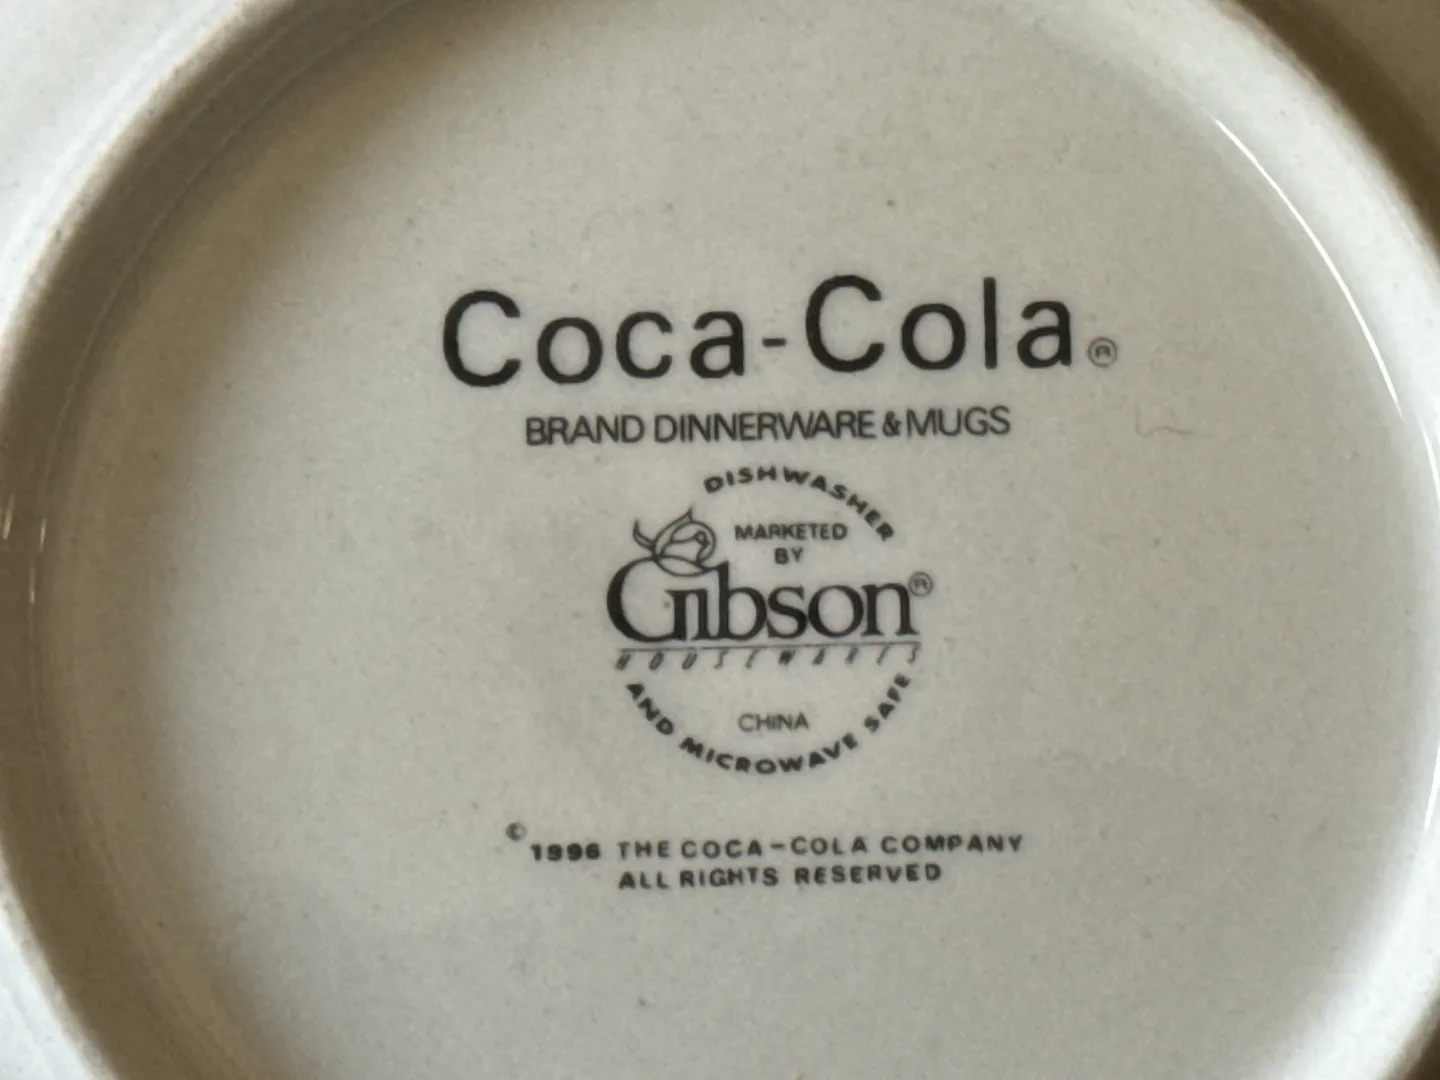 Coca-Cola®
BRAND DINNERWARE & MUGS
DISHWASHER
MARKETED
BY
Gibson®
HOUSEWARES
CHINA
AND MICROWAVE SAFE
© 1996 THE COCA-COLA COMPANY
ALL RIGHTS RESERVED